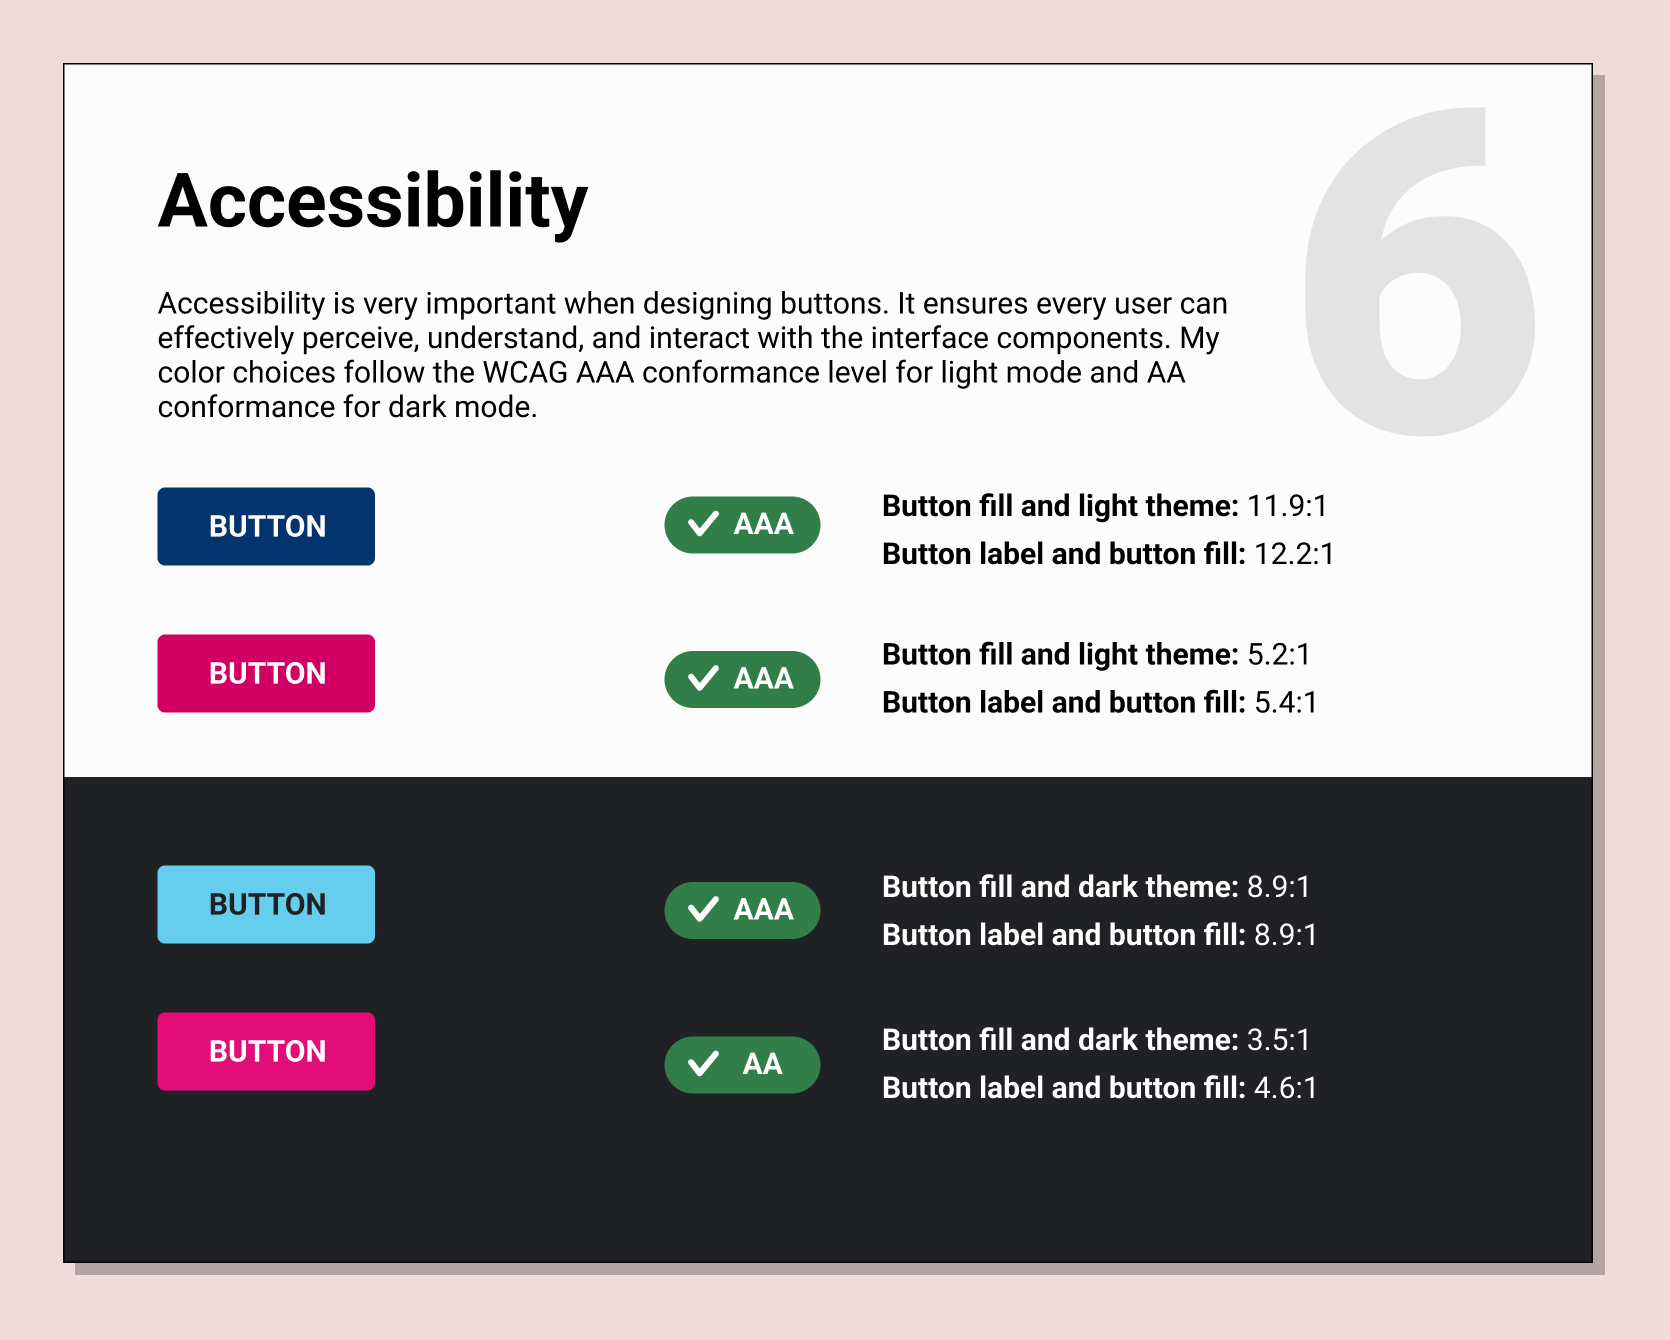 6
Accessibility
Accessibility is very important when designing buttons. It ensures every user can
effectively perceive, understand, and interact with the interface components. My
color choices follow the WCAG AAA conformance level for light mode and AA
conformance for dark mode.
BUTTON
AAA
Button fill and light theme: 11.9:1
Button label and button fill: 12.2:1
BUTTON
AAA
Button fill and light theme: 5.2:1
Button label and button fill: 5.4:1
BUTTON
AAA
Button fill and dark theme: 8.9:1
Button label and button fill: 8.9:1
BUTTON
AA
Button fill and dark theme: 3.5:1
Button label and button fill: 4.6:1